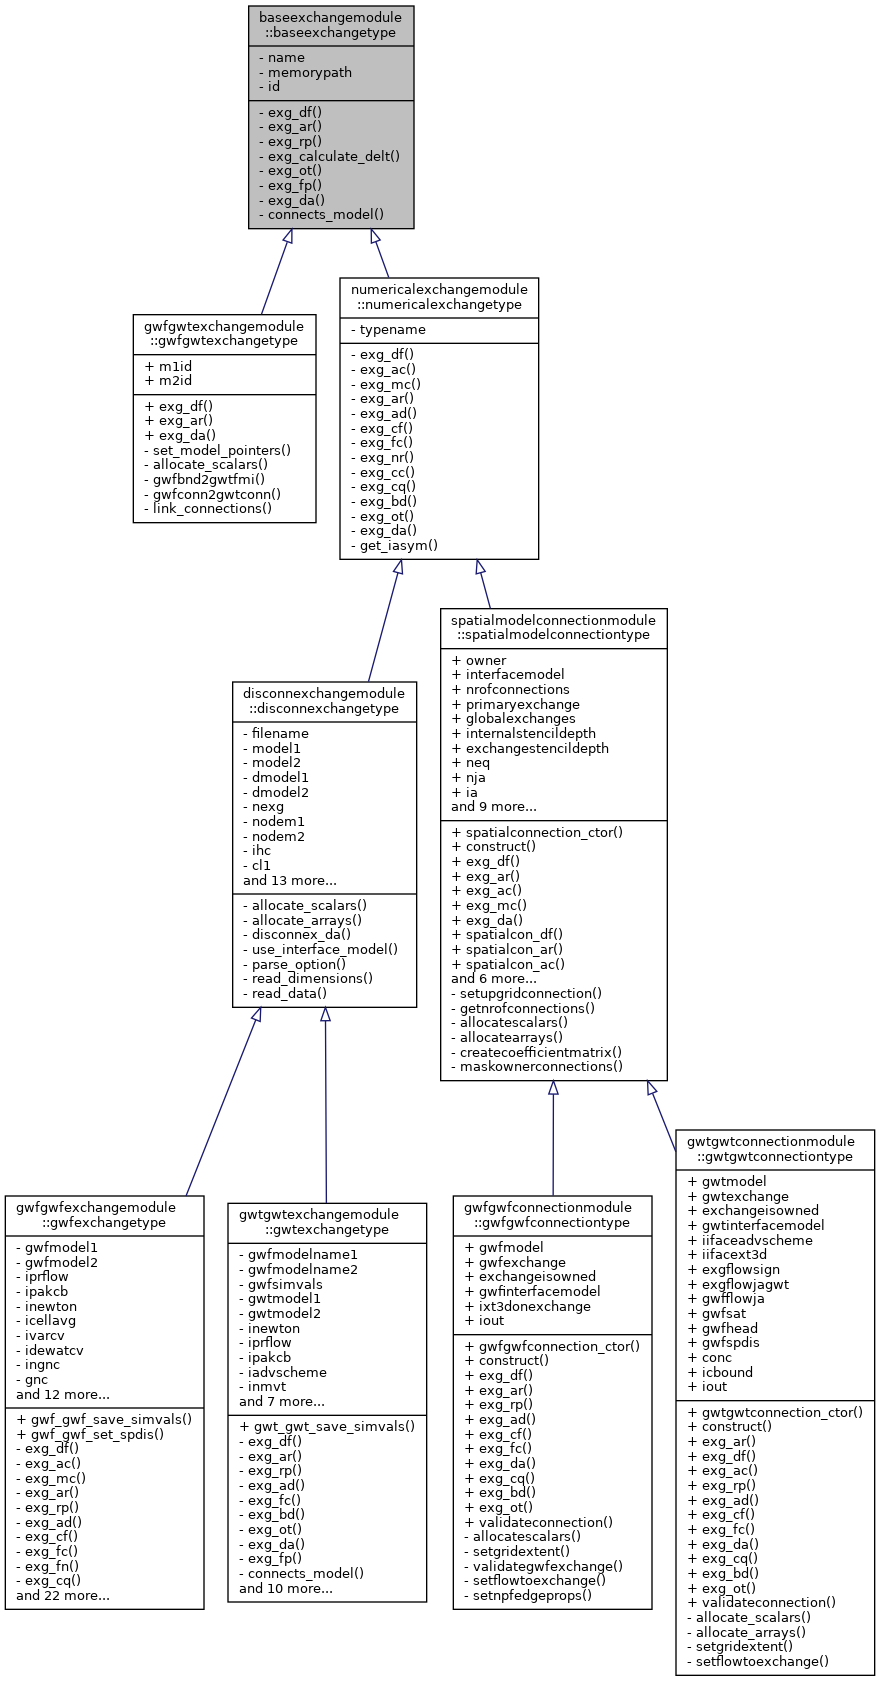 baseexchangemodule
::baseexchangetype
- name
- memorypath
- id
- exg_df()
- exg_ar()
- exg_rp()
- exg_calculate_delt()
- exg_ot()
- exg_fp()
- exg_da()
- connects_model()
gwfgwtexchangemodule
::gwfgwtexchangetype
+ m1id
+ m2id
+ exg_df()
+ exg_ar()
+ exg_da()
- set_model_pointers()
- allocate_scalars()
- gwfbnd2gwtfmi()
- gwfconn2gwtconn()
- link_connections()
numericalexchangemodule
::numericalexchangetype
- typename
- exg_df()
- exg_ac()
- exg_mc()
- exg_ar()
- exg_ad()
- exg_cf()
- exg_fc()
- exg_nr()
- exg_cc()
- exg_cq()
- exg_bd()
- exg_ot()
- exg_da()
- get_iasym()
disconnexchangemodule
::disconnexchangetype
- filename
- model1
- model2
- dmodel1
- dmodel2
- nexg
- nodem1
- nodem2
- ihc
- cl1
and 13 more...
- allocate_scalars()
- allocate_arrays()
- disconnex_da()
- use_interface_model()
- parse_option()
- read_dimensions()
- read_data()
spatialmodelconnectionmodule
::spatialmodelconnectiontype
+ owner
+ interfacemodel
+ nrofconnections
+ primaryexchange
+ globalexchanges
+ internalstencildepth
+ exchangestencildepth
+ neq
+ nja
+ ia
and 9 more...
+ spatialconnection_ctor()
+ construct()
+ exg_df()
+ exg_ar()
+ exg_ac()
+ exg_mc()
+ exg_da()
+ spatialcon_df()
+ spatialcon_ar()
+ spatialcon_ac()
and 6 more...
- setupgridconnection()
- getnrofconnections()
- allocatescalars()
- allocatearrays()
- createcoefficientmatrix()
- maskownerconnections()
gwfgwfexchangemodule
::gwfexchangetype
- gwfmodel1
- gwfmodel2
- iprflow
- ipakcb
- inewton
- icellavg
- ivarcv
- idewatcv
- ingnc
- gnc
and 12 more...
+ gwf_gwf_save_simvals()
+ gwf_gwf_set_spdis()
- exg_df()
- exg_ac()
- exg_mc()
- exg_ar()
- exg_rp()
- exg_ad()
- exg_cf()
- exg_fc()
- exg_fn()
- exg_cq()
and 22 more...
gwtgwtexchangemodule
::gwtexchangetype
- gwfmodelname1
- gwfmodelname2
- gwfsimvals
- gwtmodel1
- gwtmodel2
- inewton
- iprflow
- ipakcb
- iadvscheme
- inmvt
and 7 more...
+ gwt_gwt_save_simvals()
- exg_df()
- exg_ar()
- exg_rp()
- exg_ad()
- exg_fc()
- exg_bd()
- exg_ot()
- exg_da()
- exg_fp()
- connects_model()
and 10 more...
gwfgwfconnectionmodule
::gwfgwfconnectiontype
+ gwfmodel
+ gwfexchange
+ exchangeisowned
+ gwfinterfacemodel
+ ixt3donexchange
+ iout
+ gwfgwfconnection_ctor()
+ construct()
+ exg_df()
+ exg_ar()
+ exg_rp()
+ exg_ad()
+ exg_cf()
+ exg_fc()
+ exg_da()
+ exg_cq()
+ exg_bd()
+ exg_ot()
+ validateconnection()
- allocatescalars()
- setgridextent()
- validategwfexchange()
- setflowtoexchange()
- setnpfedgeprops()
gwtgwtconnectionmodule
::gwtgwtconnectiontype
+ gwtmodel
+ gwtexchange
+ exchangeisowned
+ gwtinterfacemodel
+ iifaceadvscheme
+ iifacext3d
+ exgflowsign
+ exgflowjagwt
+ gwfflowja
+ gwfsat
+ gwfhead
+ gwfspdis
+ conc
+ icbound
+ iout
+ gwtgwtconnection_ctor()
+ construct()
+ exg_ar()
+ exg_df()
+ exg_ac()
+ exg_rp()
+ exg_ad()
+ exg_cf()
+ exg_fc()
+ exg_da()
+ exg_cq()
+ exg_bd()
+ exg_ot()
+ validateconnection()
- allocate_scalars()
- allocate_arrays()
- setgridextent()
- setflowtoexchange()